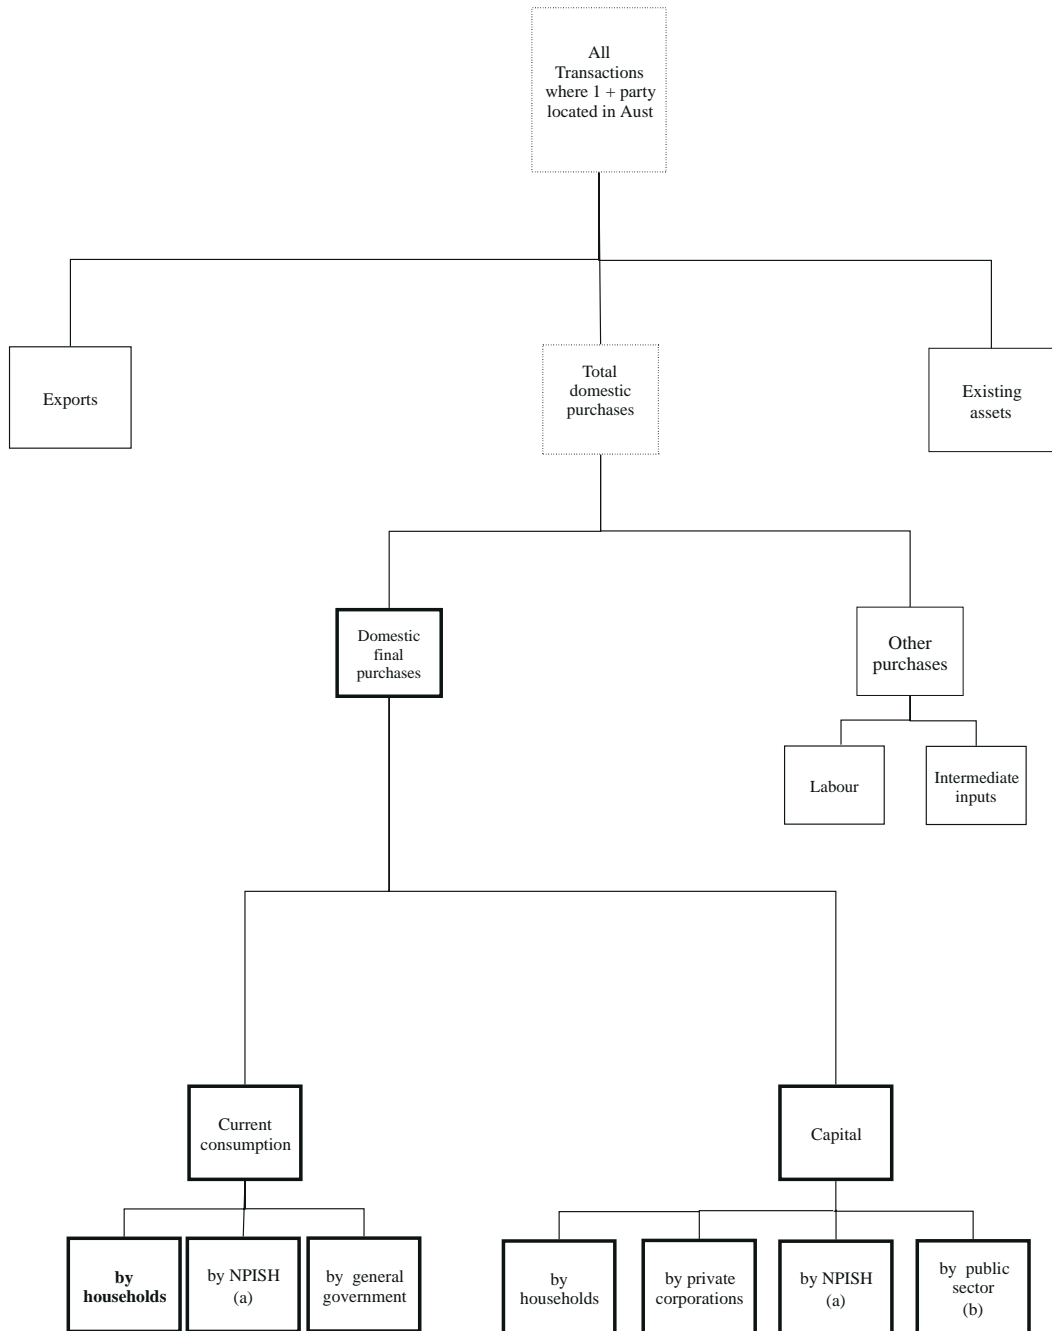 All
Transactions
where 1 + party
located in Aust
Exports
Total
domestic
purchases
Existing
assets
Domestic
final
purchases
Other
purchases
Labour
Intermediate
inputs
Current
consumption
Capital
by
households
by NPISH
(a)
by general
government
by
households
by private
corporations
by NPISH
(a)
by public
sector
(b)